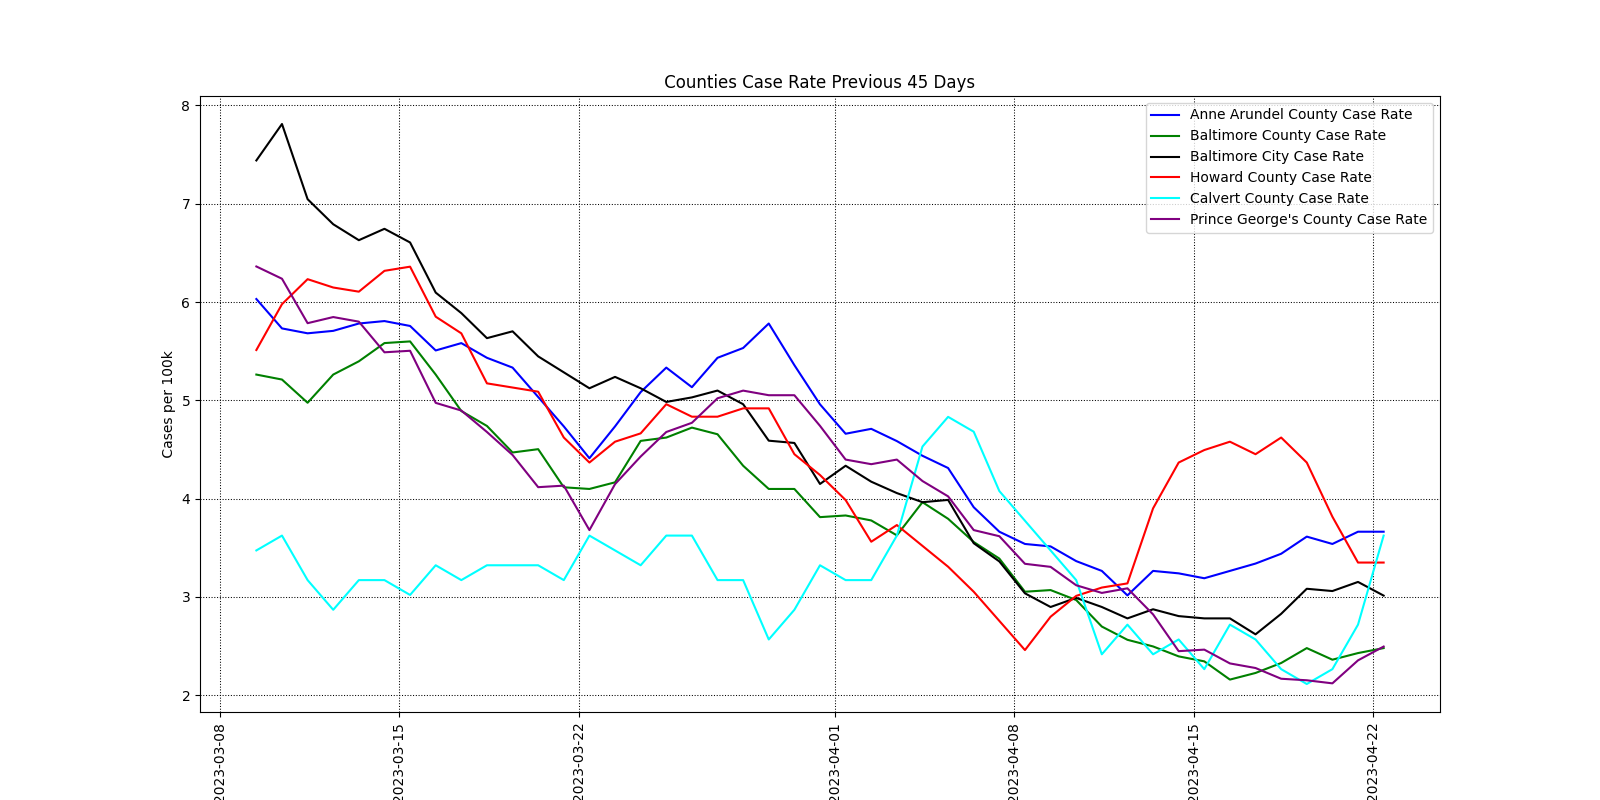 Counties Case Rate Previous 45 Days
8
7
6
5
4
3
2
Cases per 100k
Anne Arundel County Case Rate
Baltimore County Case Rate
Baltimore City Case Rate
Howard County Case Rate
Calvert County Case Rate
Prince George's County Case Rate
2023-03-08
2023-03-15
2023-03-22
2023-04-01
2023-04-08
2023-04-15
2023-04-22